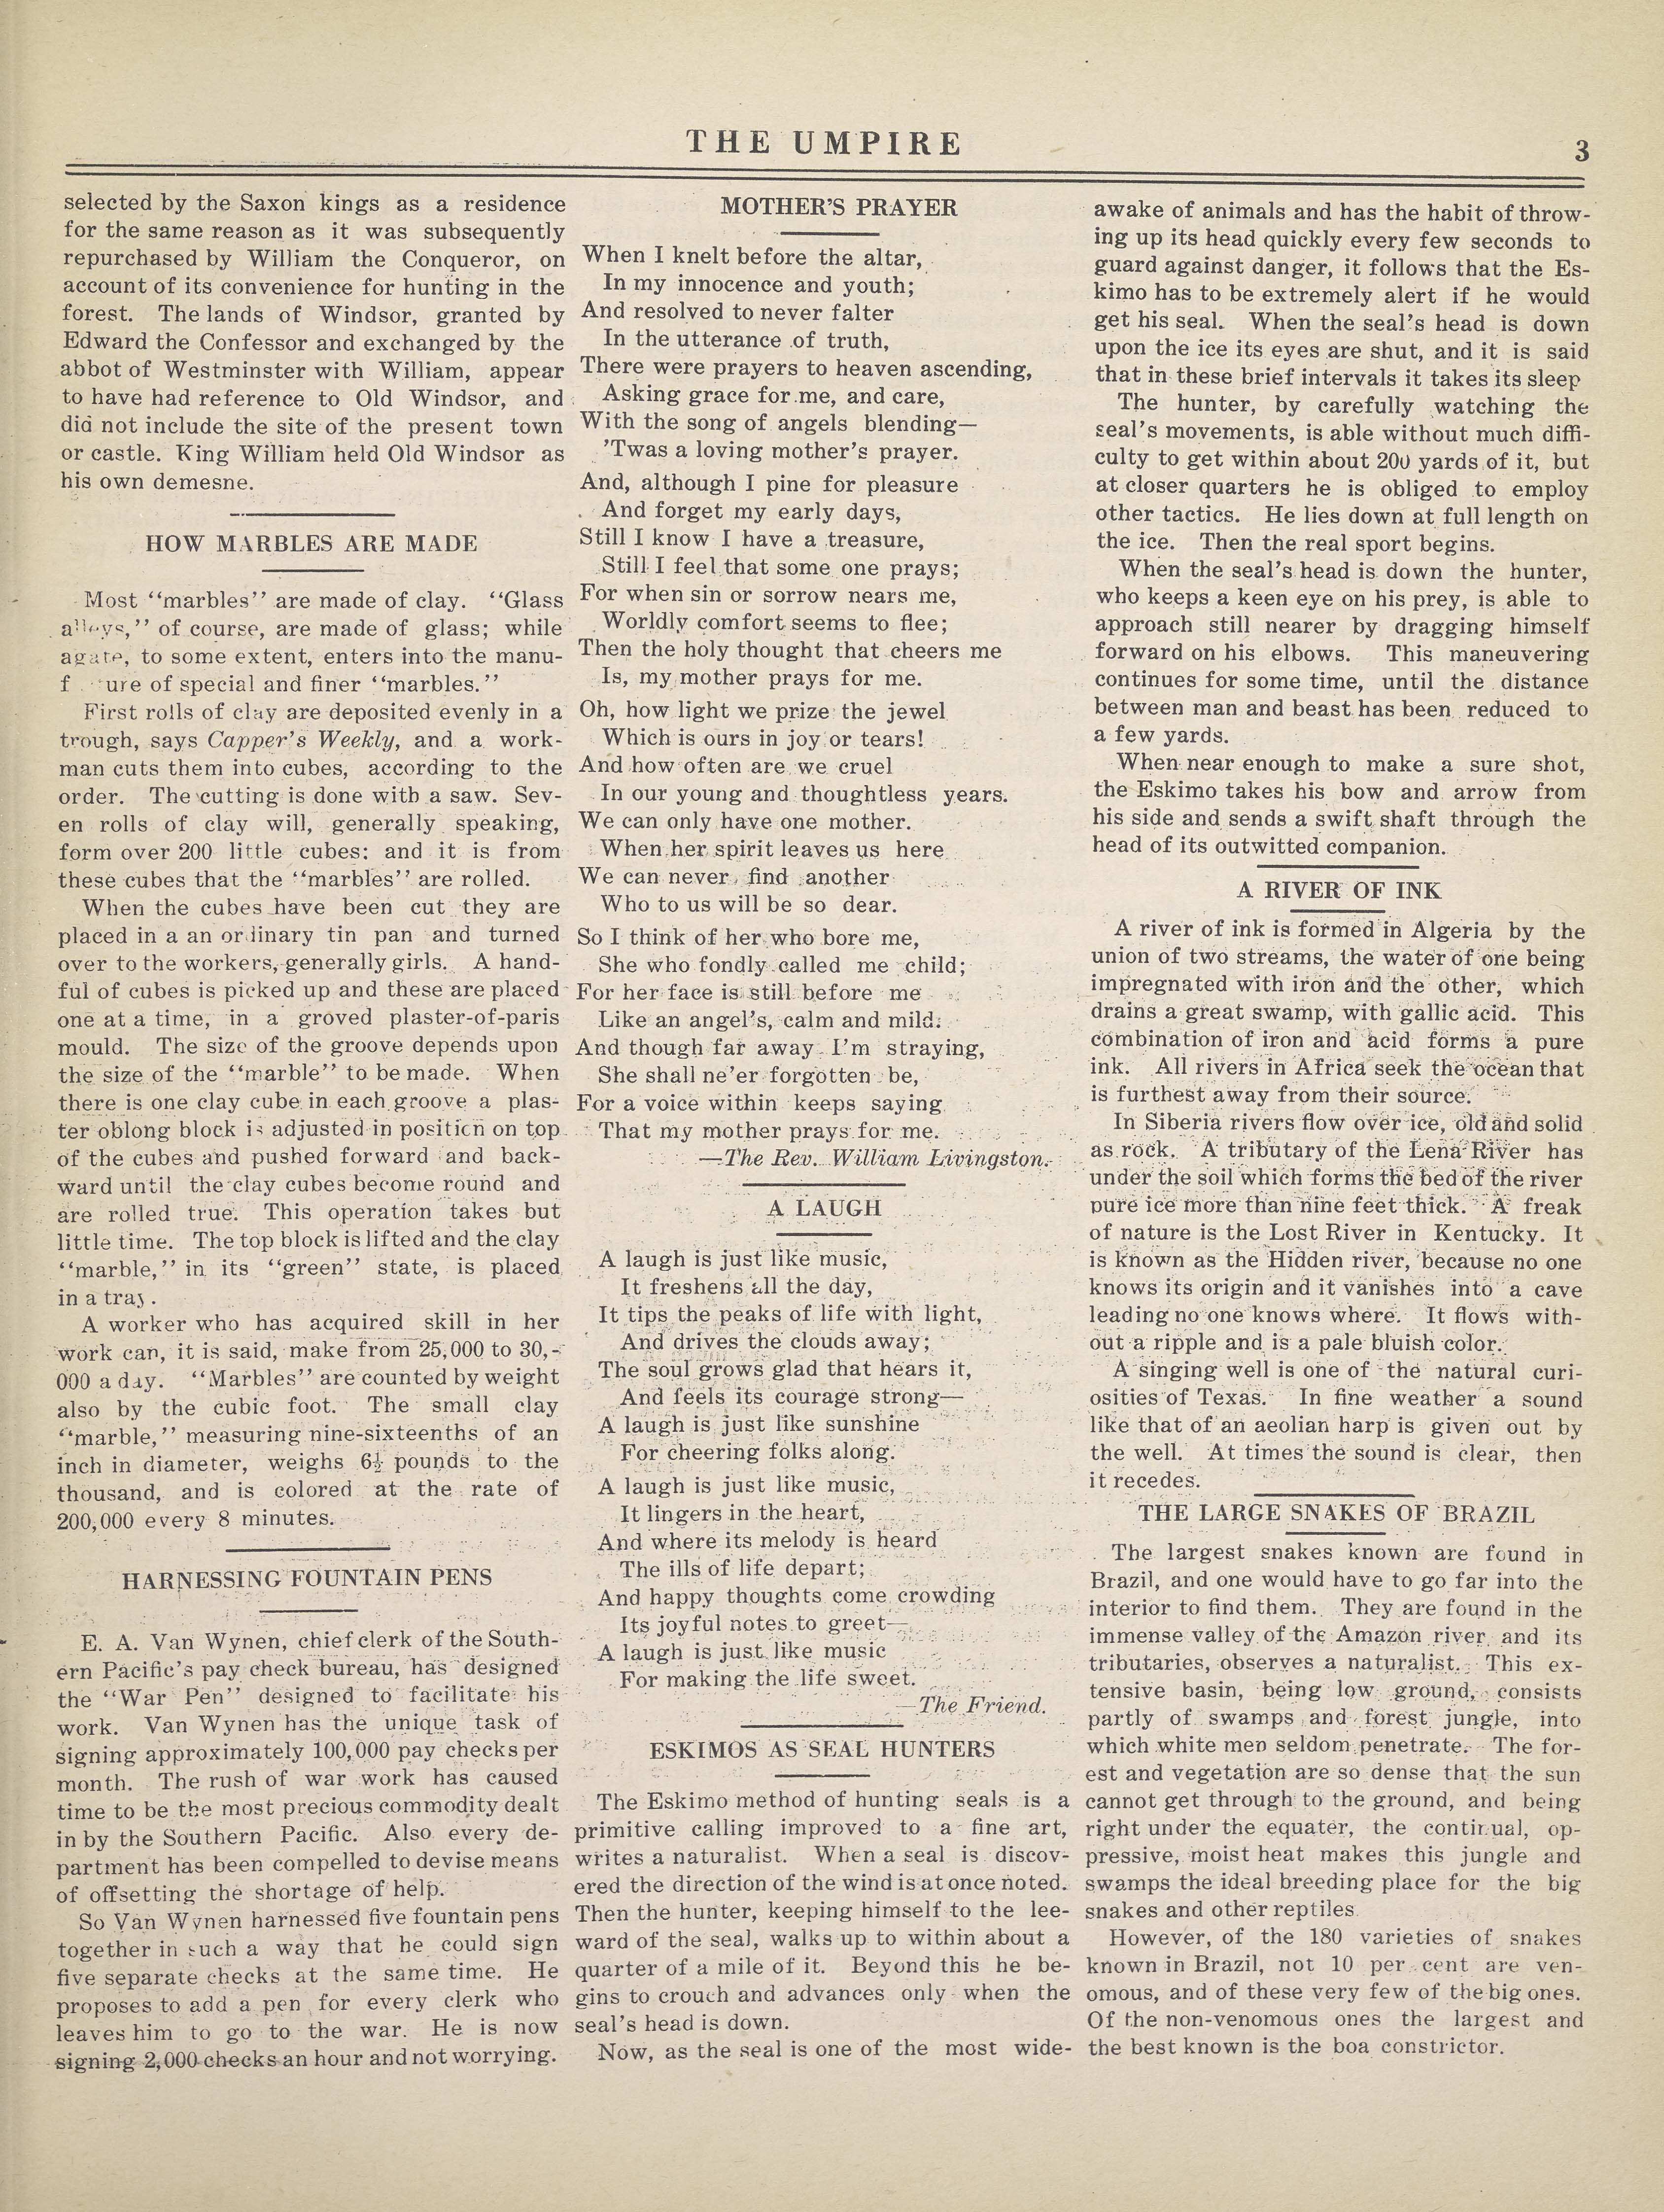 THE UMPIRE
3
selected by the Saxon kings as a residence
for the same reason as it was subsequently
repurchased by William the Conqueror, on
account of its convenience for hunting in the
forest. The lands of Windsor, granted by
Edward the Confessor and exchanged by the
abbot of Westminster with William, appear
to have had reference to Old Windsor, and
did not include the site of the present town
or castle. King William held Old Windsor as
his own demesne.
HOW MARBLES ARE MADE
Most “marbles” are made of clay. “Glass
alleys,” of course, are made of glass; while
agate, to some extent, enters into the manu-
f ure of special and finer “marbles.”
First rolls of clay are deposited evenly in a
trough, says Capper's Weekly, and a work-
man cuts them into cubes, according to the
order. The cutting is done with a saw. Sev-
en rolls of clay will, generally speaking,
form over 200 little cubes: and it is from
these cubes that the “marbles” are rolled.
When the cubes have been cut they are
placed in a an ordinary tin pan and turned
over to the workers, generally girls. A hand-
ful of cubes is picked up and these are placed
one at a time, in a groved plaster-of-paris
mould. The size of the groove depends upon
the size of the “marble” to be made. When
there is one clay cube in each groove a plas-
ter oblong block is adjusted in position on top
of the cubes and pushed forward and back-
ward until the clay cubes become round and
are rolled true. This operation takes but
little time. The top block is lifted and the clay
“marble,” in its “green” state, is placed
in a tray.
A worker who has acquired skill in her
work can, it is said, make from 25,000 to 30,-
000 a day. “Marbles” are counted by weight
also by the cubic foot. The small clay
“marble,” measuring nine-sixteenths of an
inch in diameter, weighs 6½ pounds to the
thousand, and is colored at the rate of
200,000 every 8 minutes.
HARNESSING FOUNTAIN PENS
E. A. Van Wynen, chief clerk of the South-
ern Pacific's pay check bureau, has designed
the “War Pen” designed to facilitate his
work. Van Wynen has the unique task of
signing approximately 100,000 pay checks per
month. The rush of war work has caused
time to be the most precious commodity dealt
in by the Southern Pacific. Also every de-
partment has been compelled to devise means
of offsetting the shortage of help.
So Van Wynen harnessed five fountain pens
together in such a way that he could sign
five separate checks at the same time. He
proposes to add a pen for every clerk who
leaves him to go to the war. He is now
signing 2,000 checks an hour and not worrying.
MOTHER'S PRAYER
When I knelt before the altar,
In my innocence and youth;
And resolved to never falter
In the utterance of truth,
There were prayers to heaven ascending,
Asking grace for me, and care,
With the song of angels blending—
'Twas a loving mother's prayer.
And, although I pine for pleasure
And forget my early days,
Still I know I have a treasure,
Still I feel that some one prays;
For when sin or sorrow nears me,
Worldly comfort seems to flee;
Then the holy thought that cheers me
Is, my mother prays for me.
Oh, how light we prize the jewel
Which is ours in joy or tears!
And how often are we cruel
In our young and thoughtless years.
We can only have one mother.
When her spirit leaves us here
We can never find another
Who to us will be so dear.
So I think of her who bore me,
She who fondly called me child;
For her face is still before me
Like an angel's, calm and mild.
And though far away I'm straying,
She shall ne'er forgotten be,
For a voice within keeps saying
That my mother prays for me.
—The Rev. William Livingston.
A LAUGH
A laugh is just like music,
It freshens all the day,
It tips the peaks of life with light,
And drives the clouds away;
The soul grows glad that hears it,
And feels its courage strong—
A laugh is just like sunshine
For cheering folks along.
A laugh is just like music,
It lingers in the heart,
And where its melody is heard
The ills of life depart;
And happy thoughts come crowding
Its joyful notes to greet—
A laugh is just like music
For making the life sweet.
—The Friend.
ESKIMOS AS SEAL HUNTERS
The Eskimo method of hunting seals is a
primitive calling improved to a fine art,
writes a naturalist. When a seal is discov-
ered the direction of the wind is at once noted.
Then the hunter, keeping himself to the lee-
ward of the seal, walks up to within about a
quarter of a mile of it. Beyond this he be-
gins to crouch and advances only when the
seal's head is down.
Now, as the seal is one of the most wide-
awake of animals and has the habit of throw-
ing up its head quickly every few seconds to
guard against danger, it follows that the Es-
kimo has to be extremely alert if he would
get his seal. When the seal's head is down
upon the ice its eyes are shut, and it is said
that in these brief intervals it takes its sleep
The hunter, by carefully watching the
seal's movements, is able without much diffi-
culty to get within about 200 yards of it, but
at closer quarters he is obliged to employ
other tactics. He lies down at full length on
the ice. Then the real sport begins.
When the seal's head is down the hunter,
who keeps a keen eye on his prey, is able to
approach still nearer by dragging himself
forward on his elbows. This maneuvering
continues for some time, until the distance
between man and beast has been reduced to
a few yards.
When near enough to make a sure shot,
the Eskimo takes his bow and arrow from
his side and sends a swift shaft through the
head of its outwitted companion.
A RIVER OF INK
A river of ink is formed in Algeria by the
union of two streams, the water of one being
impregnated with iron and the other, which
drains a great swamp, with gallic acid. This
combination of iron and acid forms a pure
ink. All rivers in Africa seek the ocean that
is furthest away from their source.
In Siberia rivers flow over ice, old and solid
as rock. A tributary of the Lena River has
under the soil which forms the bed of the river
pure ice more than nine feet thick. A freak
of nature is the Lost River in Kentucky. It
is known as the Hidden river, because no one
knows its origin and it vanishes into a cave
leading no one knows where. It flows with-
out a ripple and is a pale bluish color.
A singing well is one of the natural curi-
osities of Texas. In fine weather a sound
like that of an aeolian harp is given out by
the well. At times the sound is clear, then
it recedes.
THE LARGE SNAKES OF BRAZIL
The largest snakes known are found in
Brazil, and one would have to go far into the
interior to find them. They are found in the
immense valley of the Amazon river and its
tributaries, observes a naturalist. This ex-
tensive basin, being low ground, consists
partly of swamps and forest jungle, into
which white men seldom penetrate. The for-
est and vegetation are so dense that the sun
cannot get through to the ground, and being
right under the equater, the continual, op-
pressive, moist heat makes this jungle and
swamps the ideal breeding place for the big
snakes and other reptiles
However, of the 180 varieties of snakes
known in Brazil, not 10 per cent are ven-
omous, and of these very few of the big ones.
Of the non-venomous ones the largest and
the best known is the boa constrictor.